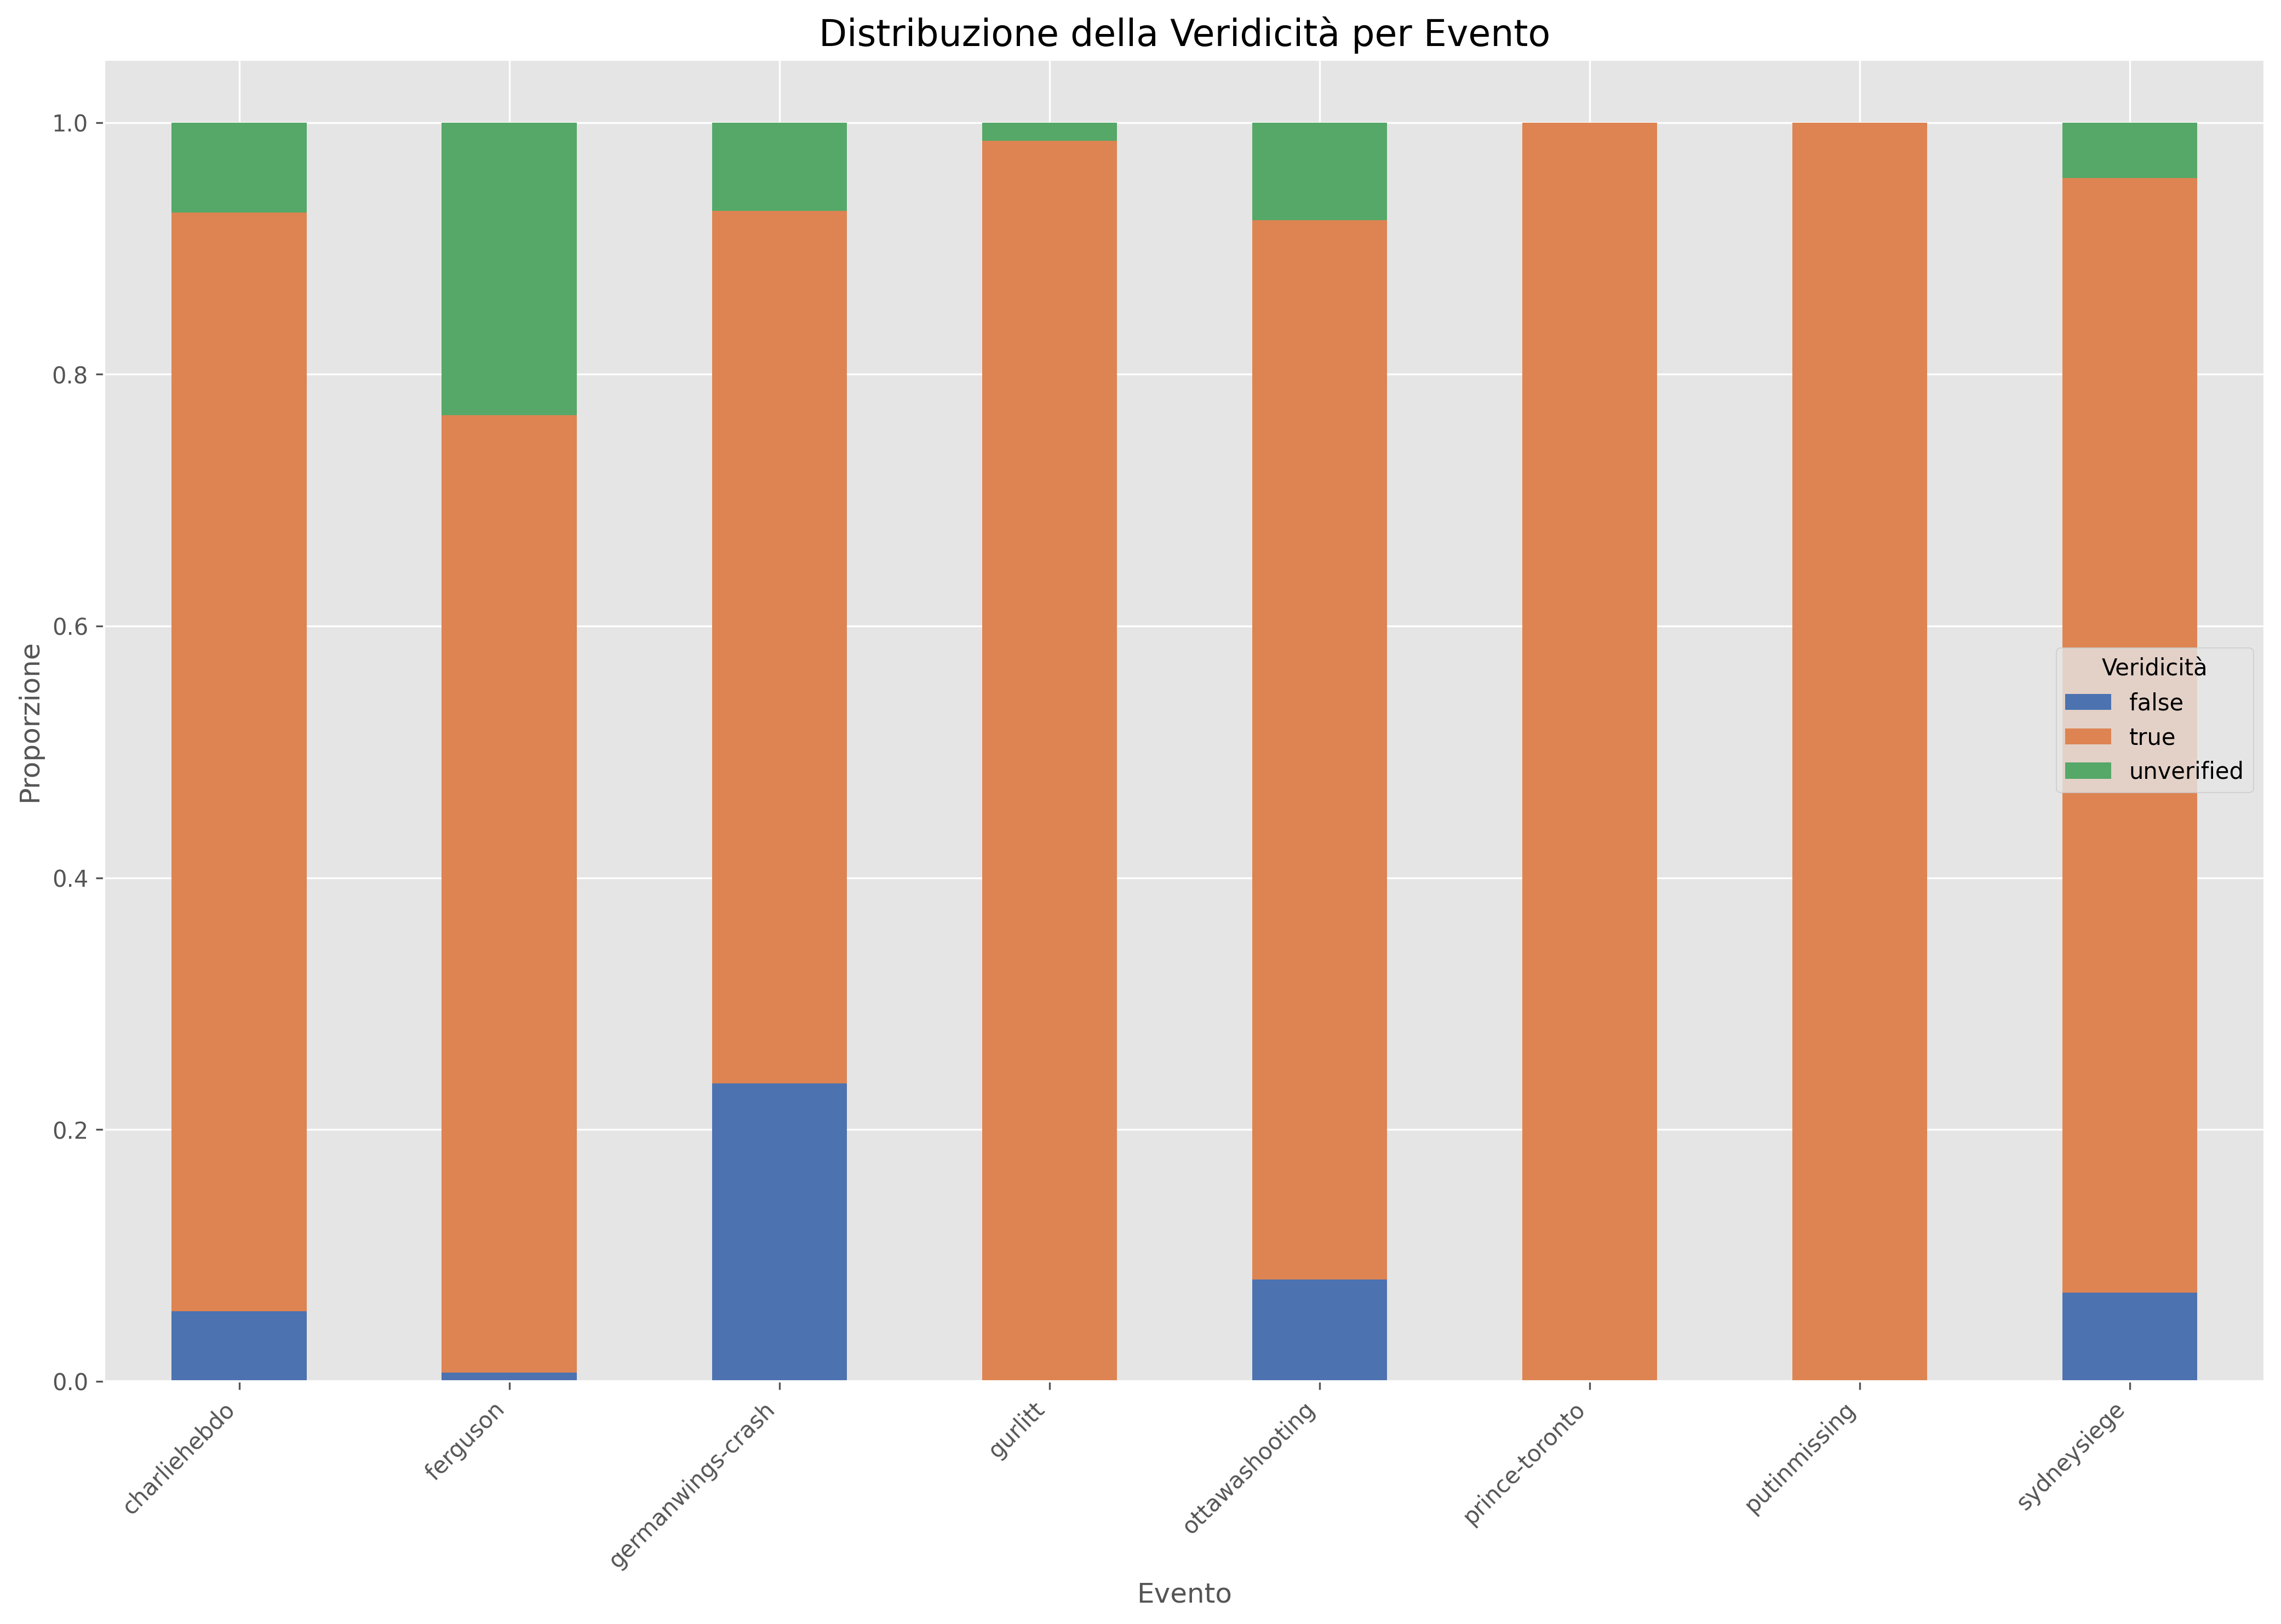 Distribuzione della Veridicità per Evento
Proporzione
1.0
0.8
0.6
0.4
0.2
0.0
Veridicità
false
true
unverified
charliehebdo
ferguson
germanwings-crash
gurlitt
ottawashooting
prince-toronto
putinmissing
sydneysiege
Evento